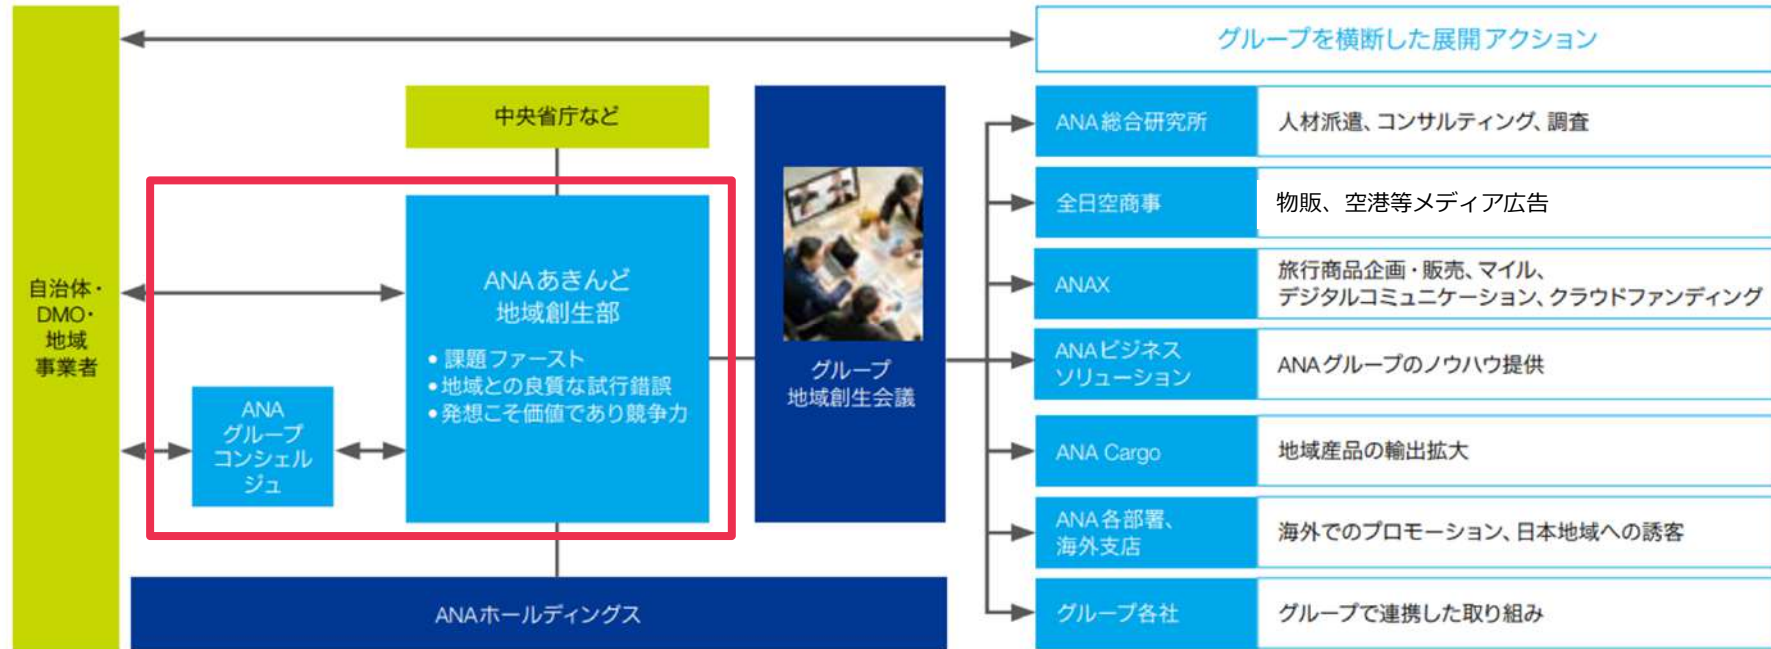 グループを横断した展開アクション
中央省庁など
自治体・
DMO・
地域
事業者
ANAあきんど
地域創生部
• 課題ファースト
• 地域との良質な試行錯誤
• 発想こそ価値であり競争力
ANA
グループ
コンシェル
ジュ
グループ
地域創生会議
ANAホールディングス
ANA総合研究所
人材派遣、コンサルティング、調査
全日空商事
物販、空港等メディア広告
ANAX
旅行商品企画・販売、マイル、
デジタルコミュニケーション、クラウドファンディング
ANAビジネス
ソリューション
ANAグループのノウハウ提供
ANA Cargo
地域産品の輸出拡大
ANA各部署、
海外支店
海外でのプロモーション、日本地域への誘客
グループ各社
グループで連携した取り組み